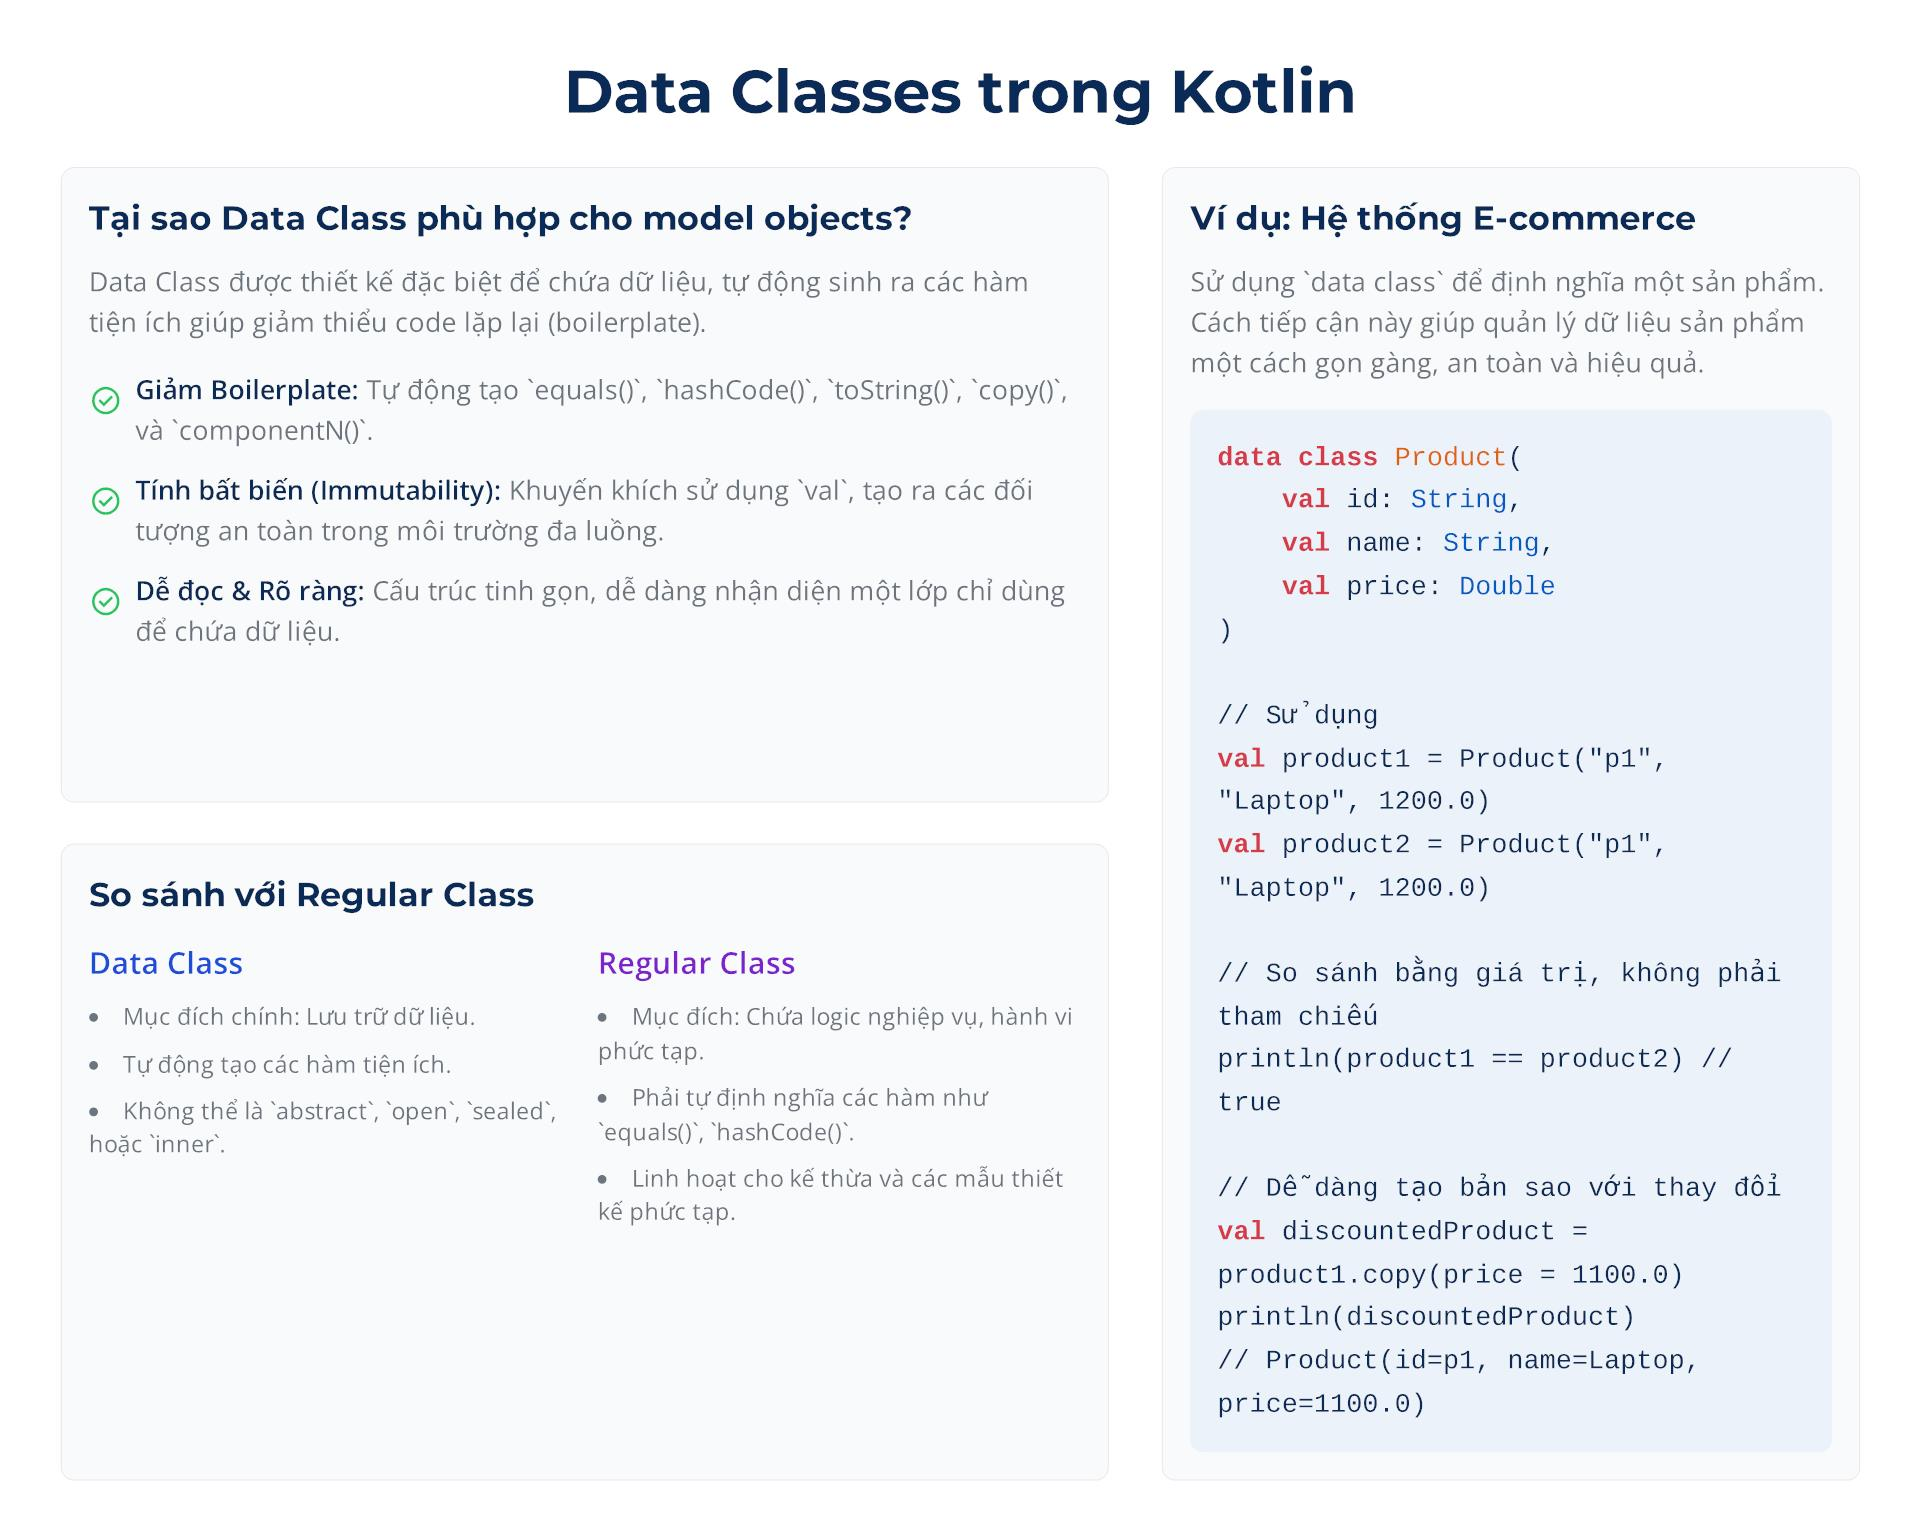 Data Classes trong Kotlin
Tại sao Data Class phù hợp cho model objects?
Data Class được thiết kế đặc biệt để chứa dữ liệu, tự động sinh ra các hàm
tiện ích giúp giảm thiểu code lặp lại (boilerplate).
Giảm Boilerplate: Tự động tạo `equals()`, `hashCode()`, `toString()`, `copy()`,
và `componentN()`.
Tính bất biến (Immutability): Khuyến khích sử dụng `val`, tạo ra các đối
tượng an toàn trong môi trường đa luồng.
Dễ đọc & Rõ ràng: Cấu trúc tinh gọn, dễ dàng nhận diện một lớp chỉ dùng
để chứa dữ liệu.
So sánh với Regular Class
Data Class
• Mục đích chính: Lưu trữ dữ liệu.
• Tự động tạo các hàm tiện ích.
• Không thể là `abstract`, `open`, `sealed`,
hoặc `inner`.
Regular Class
• Mục đích: Chứa logic nghiệp vụ, hành vi
phức tạp.
• Phải tự định nghĩa các hàm như
`equals()`, `hashCode()`.
• Linh hoạt cho kế thừa và các mẫu thiết
kế phức tạp.
Ví dụ: Hệ thống E-commerce
Sử dụng `data class` để định nghĩa một sản phẩm.
Cách tiếp cận này giúp quản lý dữ liệu sản phẩm
một cách gọn gàng, an toàn và hiệu quả.
data class Product(
    val id: String,
    val name: String,
    val price: Double
)
// Sử dụng
val product1 = Product("p1",
"Laptop", 1200.0)
val product2 = Product("p1",
"Laptop", 1200.0)
// So sánh bằng giá trị, không phải
tham chiếu
println(product1 == product2) //
true
// Dễ dàng tạo bản sao với thay đổi
val discountedProduct =
product1.copy(price = 1100.0)
println(discountedProduct)
// Product(id=p1, name=Laptop,
price=1100.0)